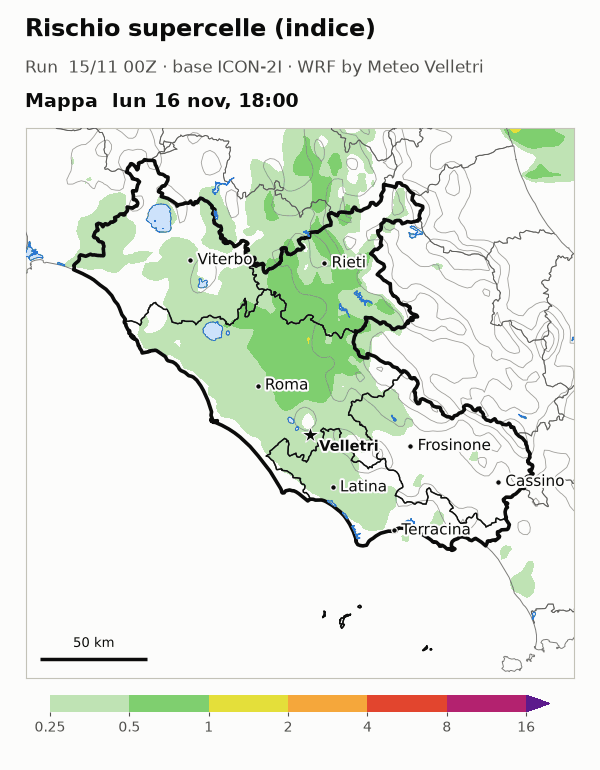 Rischio supercelle (indice)
Run 15/11 00Z · base ICON-2I · WRF by Meteo Velletri
Mappa lun 16 nov, 18:00
Viterbo
Rieti
Roma
Velletri
Frosinone
Latina
Cassino
Terracina
50 km
0.25 0.5 1 2 4 8 16